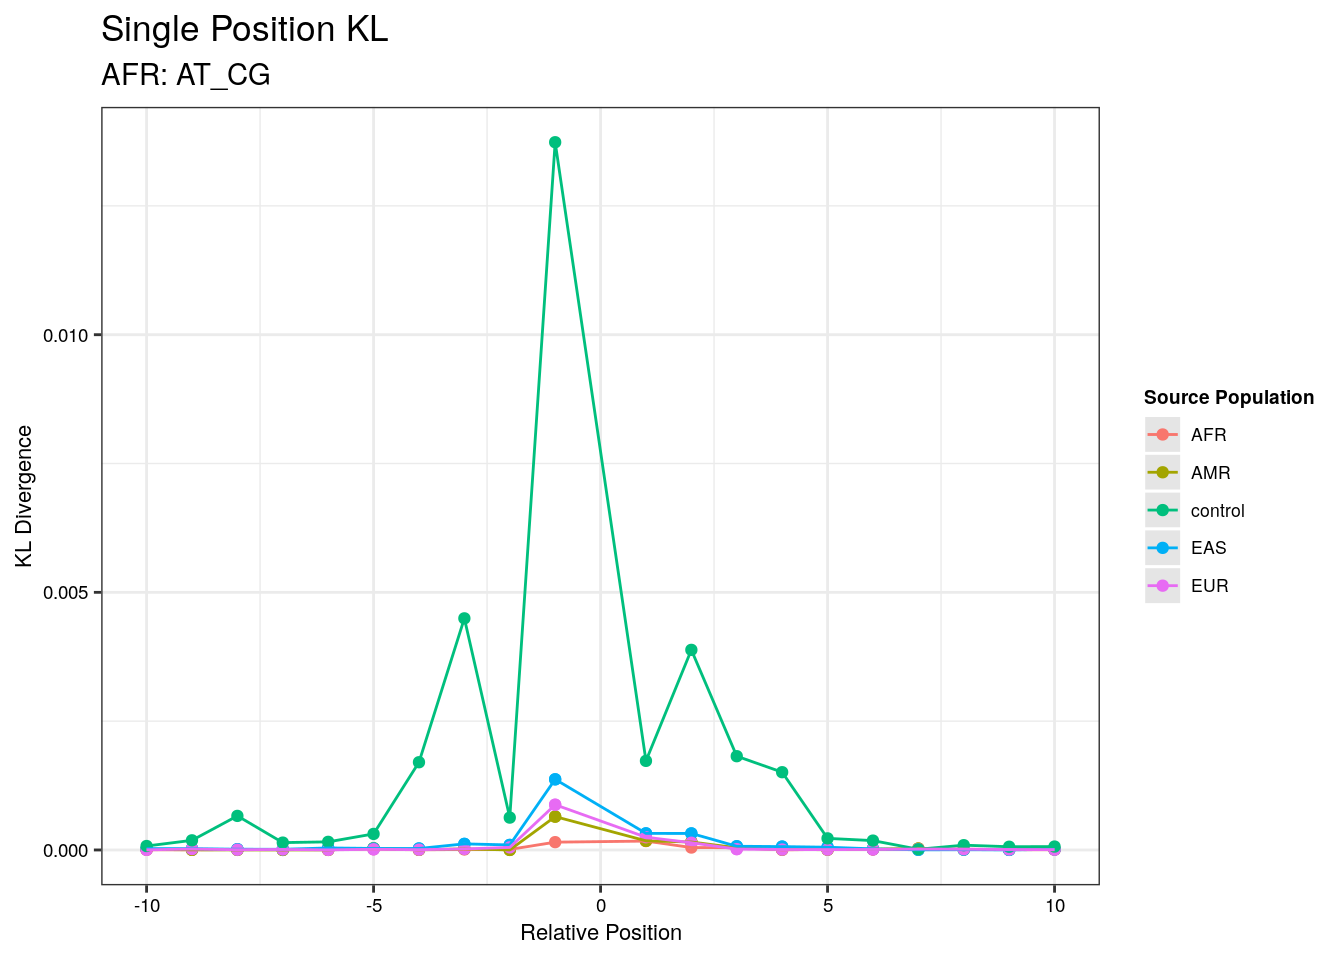 Single Position KL
AFR: AT_CG
KL Divergence
0.010
0.005
0.000
-10
-5
0
5
10
Relative Position
Source Population
AFR
AMR
control
EAS
EUR